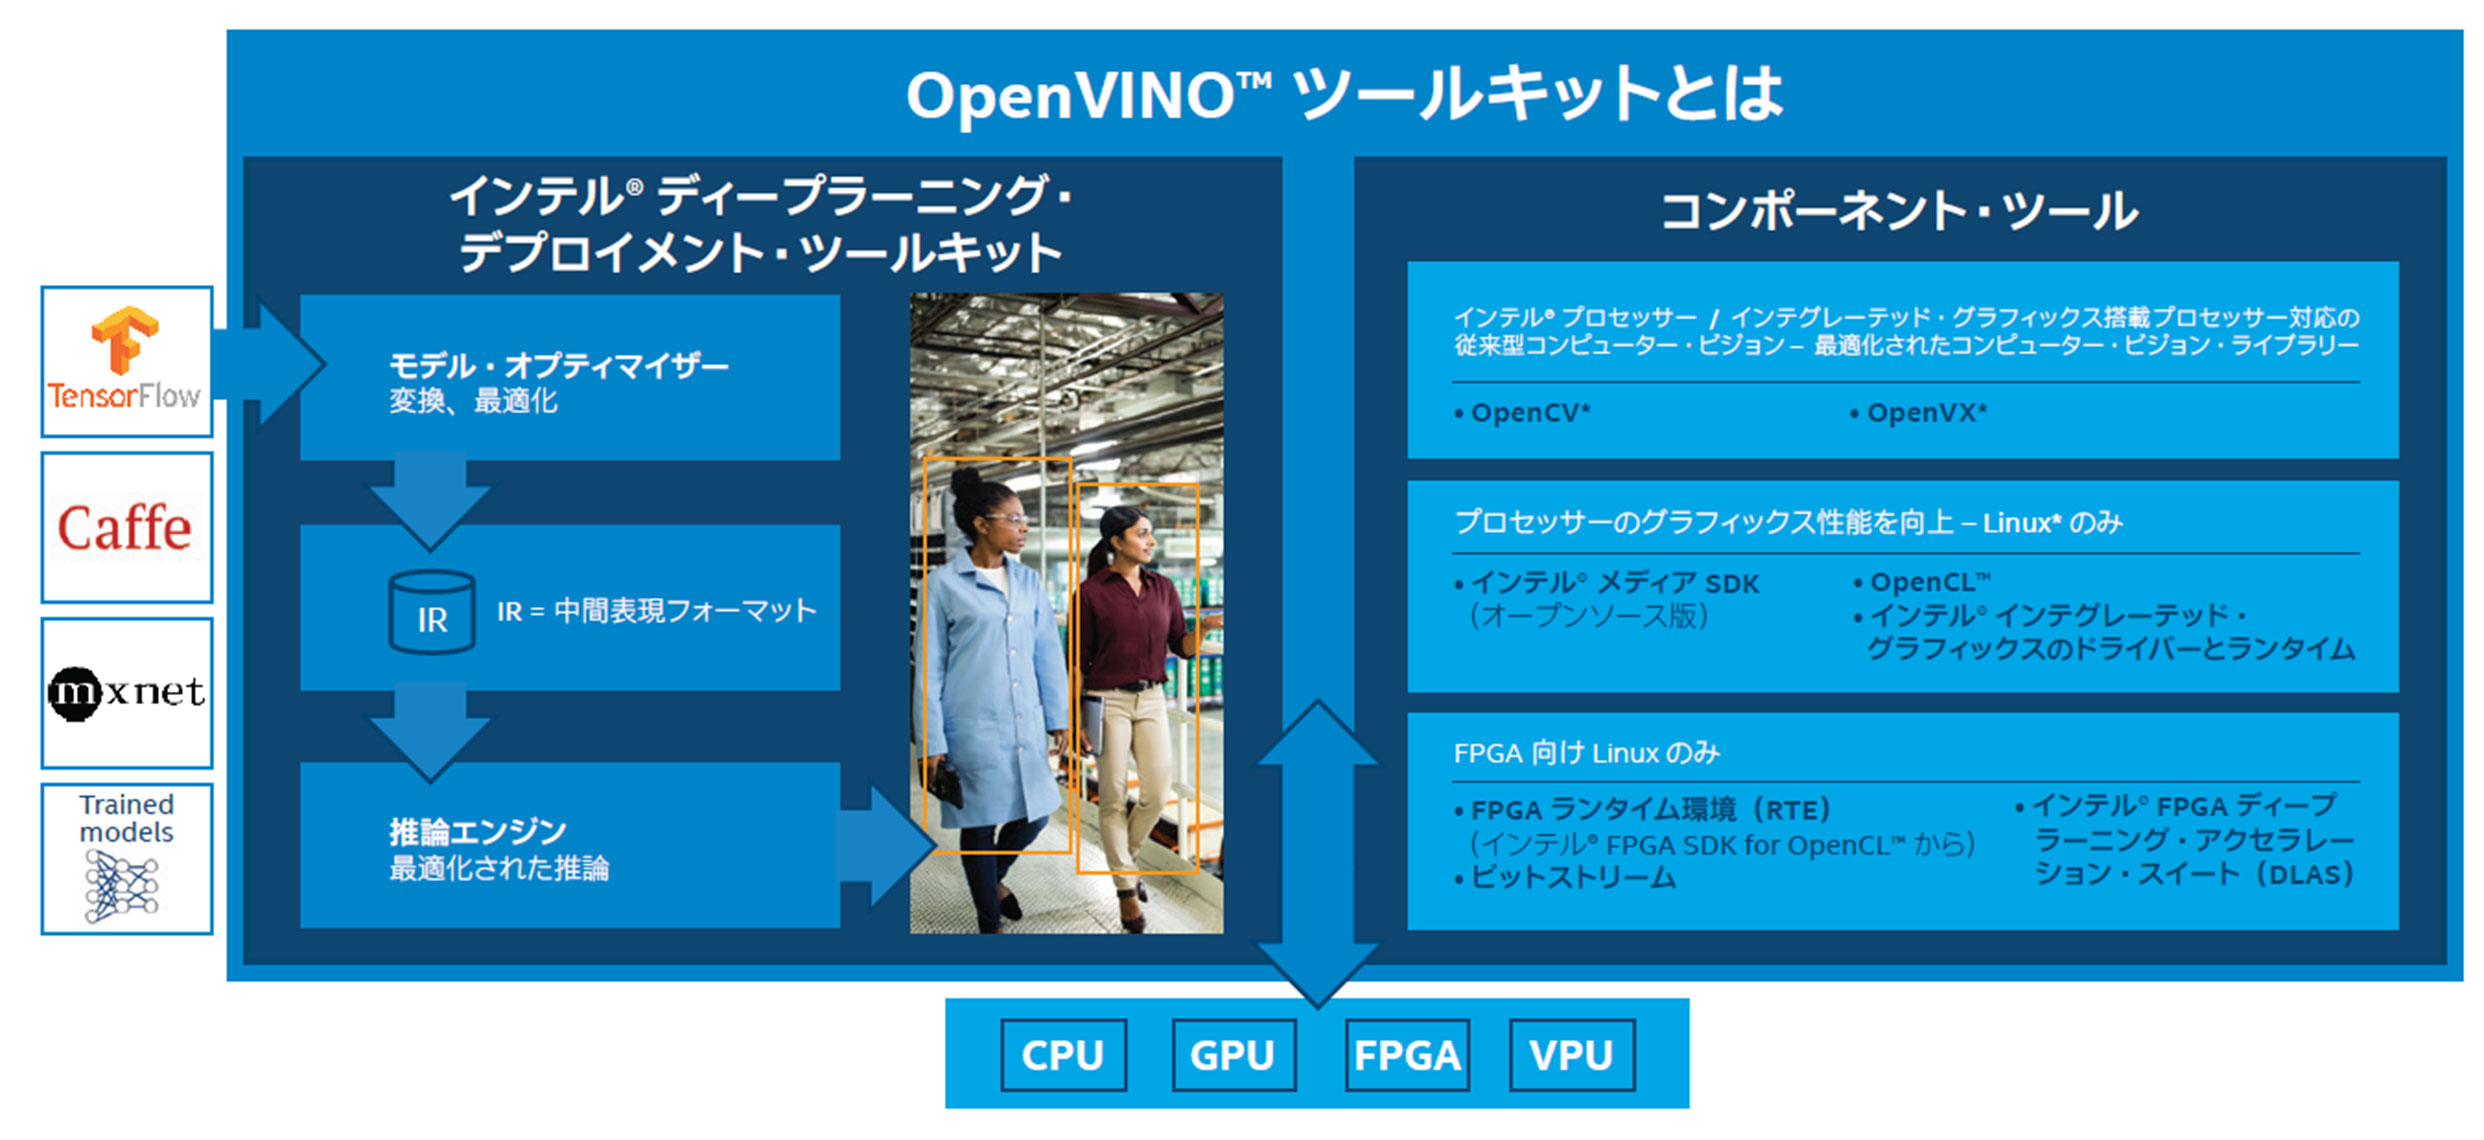 OpenVINO™ ツールキットとは
インテル® ディープラーニング・
デプロイメント・ツールキット
TensorFlow
Caffe
mxnet
Trained
models
モデル・オプティマイザー
変換、最適化
IR
IR = 中間表現フォーマット
推論エンジン
最適化された推論
コンポーネント・ツール
インテル® プロセッサー / インテグレーテッド・グラフィックス搭載プロセッサー対応の
従来型コンピューター・ビジョン – 最適化されたコンピューター・ビジョン・ライブラリー
• OpenCV*
• OpenVX*
プロセッサーのグラフィックス性能を向上 – Linux* のみ
• インテル® メディア SDK
（オープンソース版）
• OpenCL™
• インテル® インテグレーテッド・
グラフィックスのドライバーとランタイム
FPGA 向け Linux のみ
• FPGA ランタイム環境（RTE）
（インテル® FPGA SDK for OpenCL™ から）
• ビットストリーム
• インテル® FPGA ディープ
ラーニング・アクセラレー
ション・スイート（DLAS）
CPU
GPU
FPGA
VPU